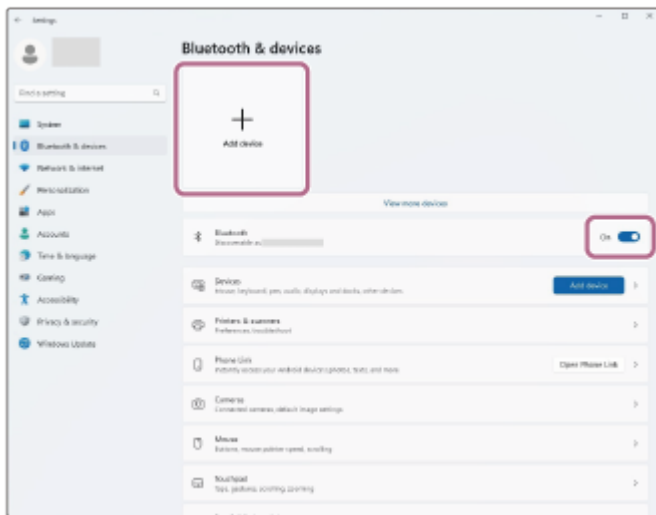 Settings
Bluetooth & devices
Find a setting
Add device
System
Bluetooth & devices
Network & internet
Personalization
Apps
Accounts
Time & language
Gaming
Accessibility
Privacy & security
Windows Update
View more devices
Bluetooth
Discoverable as
On
Devices
Mouse, keyboard, pen, audio, displays and docks, other devices
Add device
Printers & scanners
Preferences, troubleshoot
Phone Link
Instantly access your Android device's photos, texts, and more
Open Phone Link
Cameras
Connected cameras, default image settings
Mouse
Buttons, mouse pointer speed, scrolling
Touchpad
Taps, gestures, scrolling, zooming